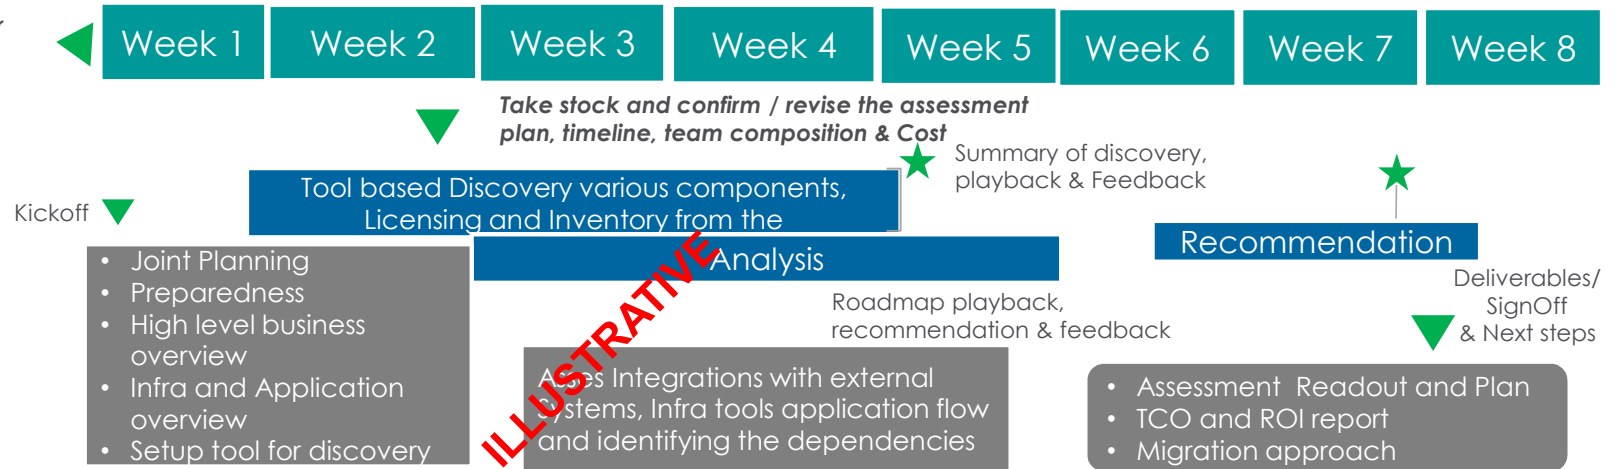 Week 1
Week 2
Week 3
Week 4
Week 5
Week 6
Week 7
Week 8
Take stock and confirm / revise the assessment
plan, timeline, team composition & Cost
Summary of discovery,
playback & Feedback
Tool based Discovery various components,
Licensing and Inventory from the
Kickoff
Analysis
Recommendation
• Joint Planning
• Preparedness
• High level business
overview
• Infra and Application
overview
• Setup tool for discovery
Roadmap playback,
recommendation & feedback
Deliverables/
SignOff
& Next steps
Asses Integrations with external
Systems, Infra tools application flow
and identifying the dependencies
ILLUSTRATIVE
• Assessment Readout and Plan
• TCO and ROI report
• Migration approach